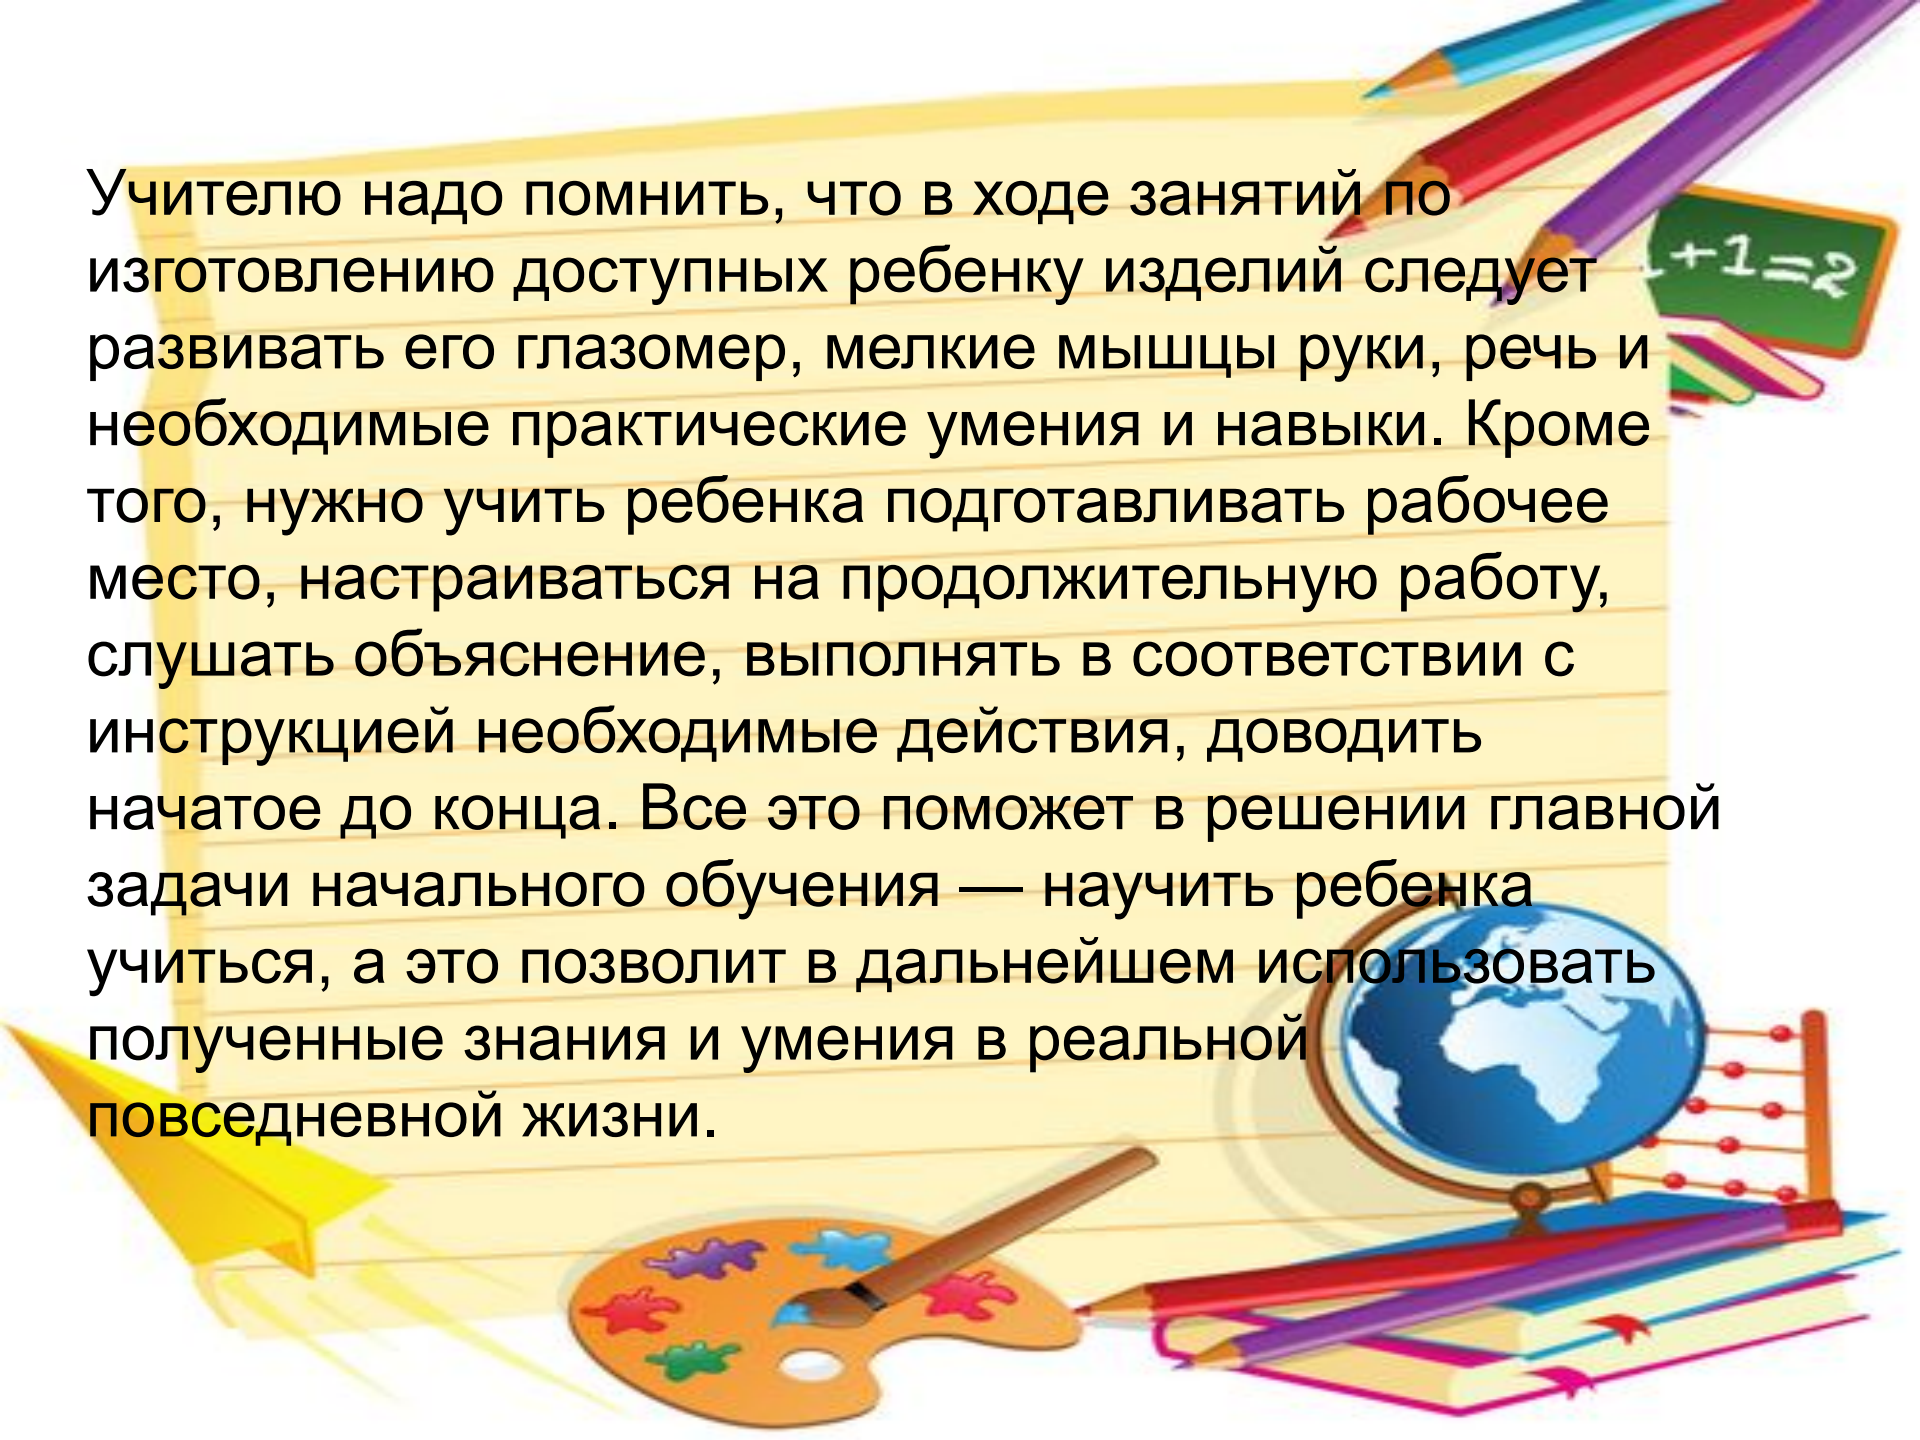 Учителю надо помнить, что в ходе занятий по
изготовлению доступных ребенку изделий следует
развивать его глазомер, мелкие мышцы руки, речь и
необходимые практические умения и навыки. Кроме
того, нужно учить ребенка подготавливать рабочее
место, настраиваться на продолжительную работу,
слушать объяснение, выполнять в соответствии с
инструкцией необходимые действия, доводить
начатое до конца. Все это поможет в решении главной
задачи начального обучения — научить ребенка
учиться, а это позволит в дальнейшем использовать
полученные знания и умения в реальной
повседневной жизни.
1+1=2